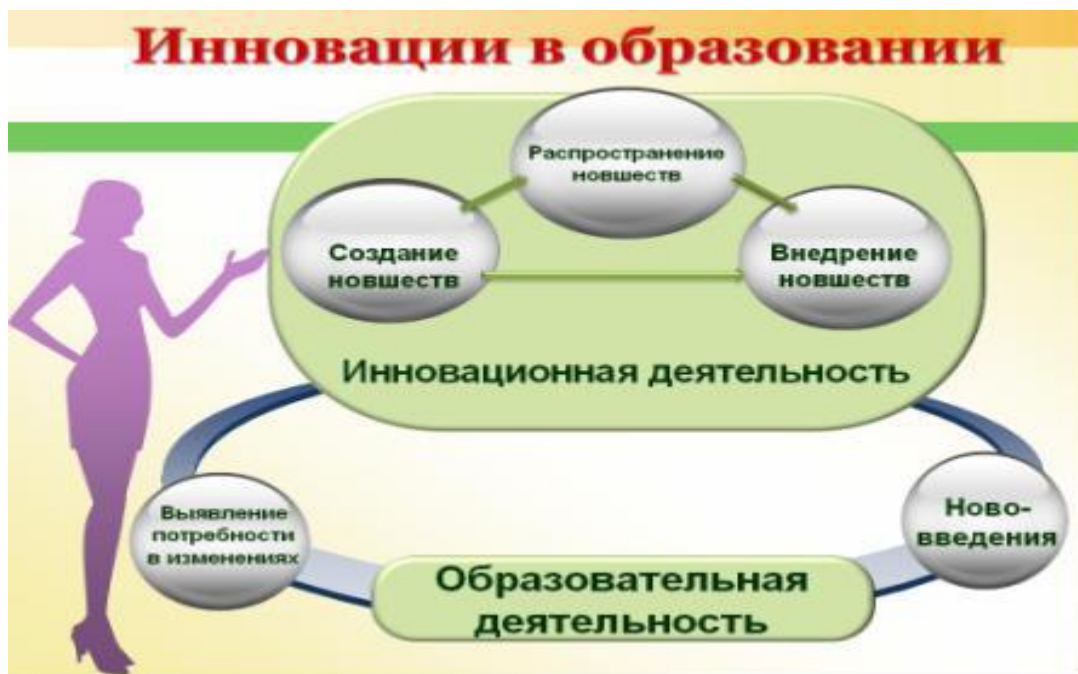 Инновации в образовании
Распространение
новшеств
Создание
новшеств
Внедрение
новшеств
Инновационная деятельность
Выявление
потребности
в изменениях
Ново-
введения
Образовательная
деятельность